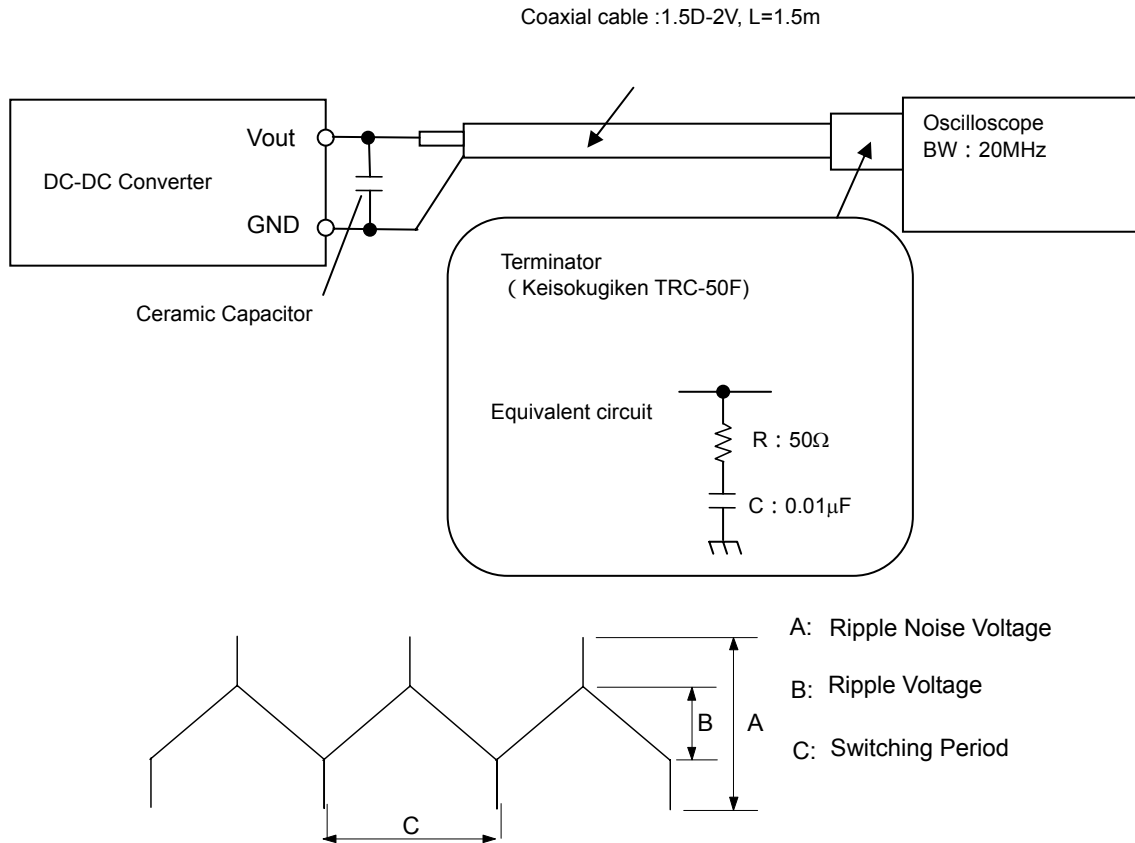 Coaxial cable :1.5D-2V, L=1.5m
Oscilloscope
BW：20MHz
Vout
DC-DC Converter
GND
Ceramic Capacitor
Terminator
（Keisokugiken TRC-50F)
Equivalent circuit
R：50Ω
C：0.01μF
A: Ripple Noise Voltage
B: Ripple Voltage
C: Switching Period
B
A
C